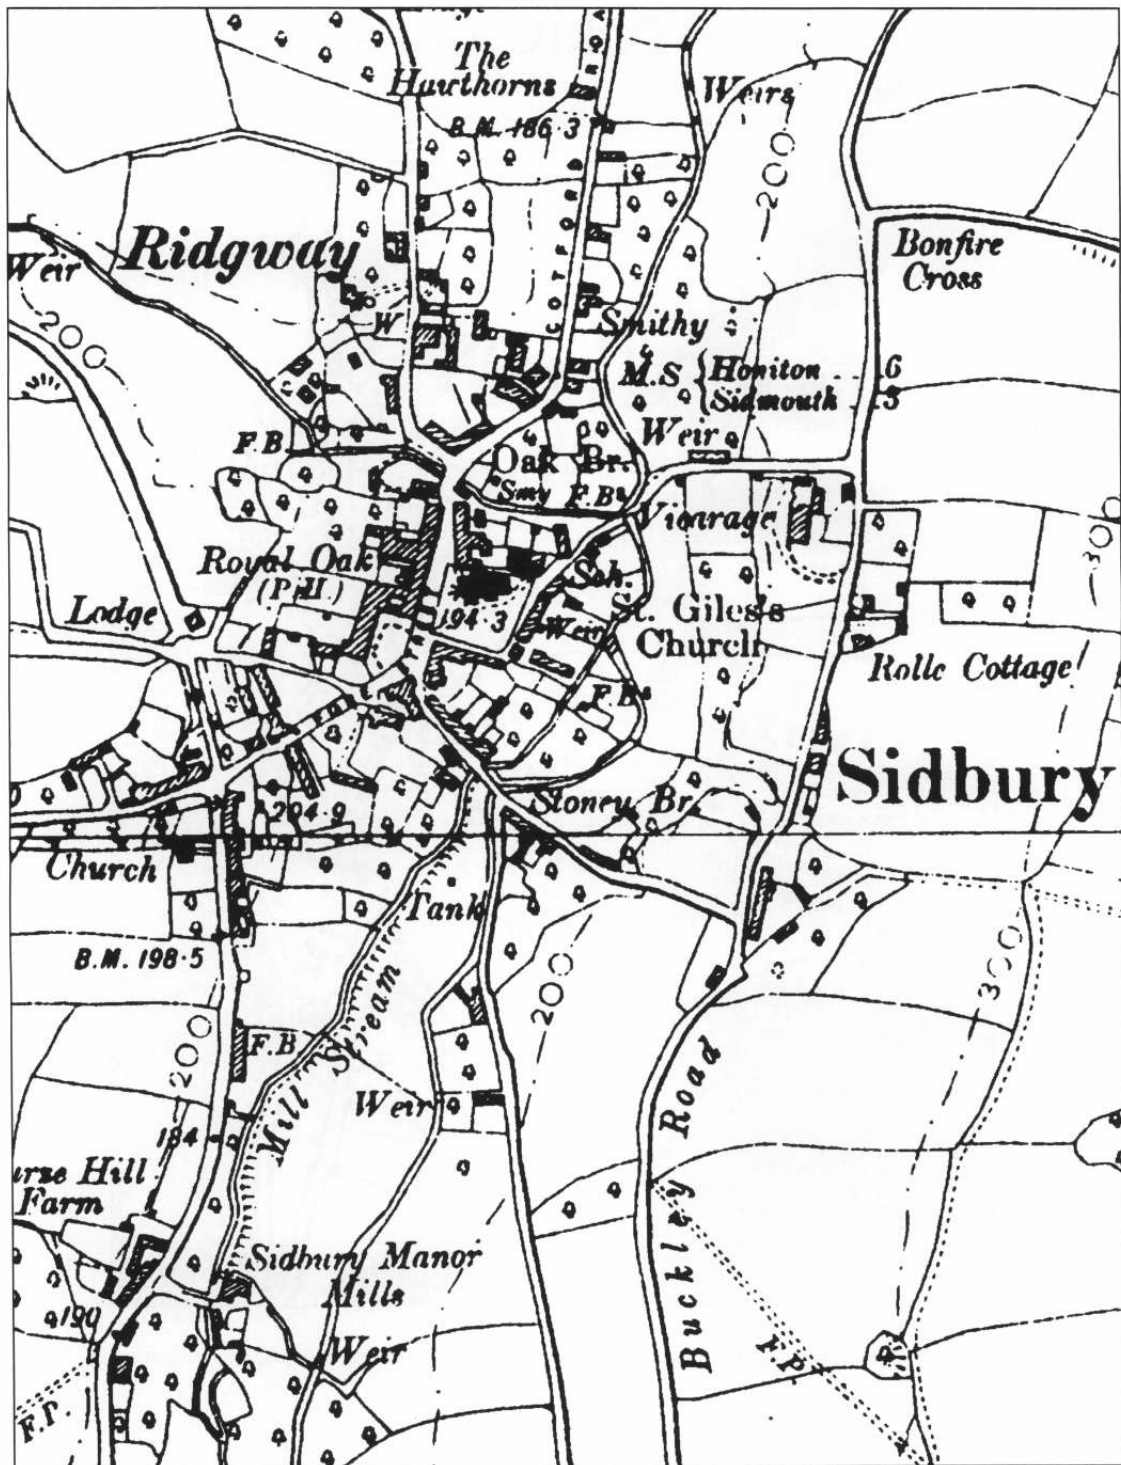 The
Hawthorns
Weirs
B.M. 186·3
200
COTFORD
Ridgway
Weir
Bonfire
Cross
200
W
Smithy
M.S
Honiton 6
Sidmouth 3
Weir
F.B
Oak Br.
Smy
F.Bs
Vicarage
300
Royal Oak
(P.H.)
Sch.
Lodge
194·3
St. Giles's
Church
Weir
Rolle Cottage
F.Bs
Sidbury
Stoney Br.
204·9
Church
Tank
B.M. 198·5
200
200
300
F.B
Mill Stream
Weir
Buckley Road
184
Hill
Farm
Sidbury Manor
Mills
190
Weir
F.P.
F.P.